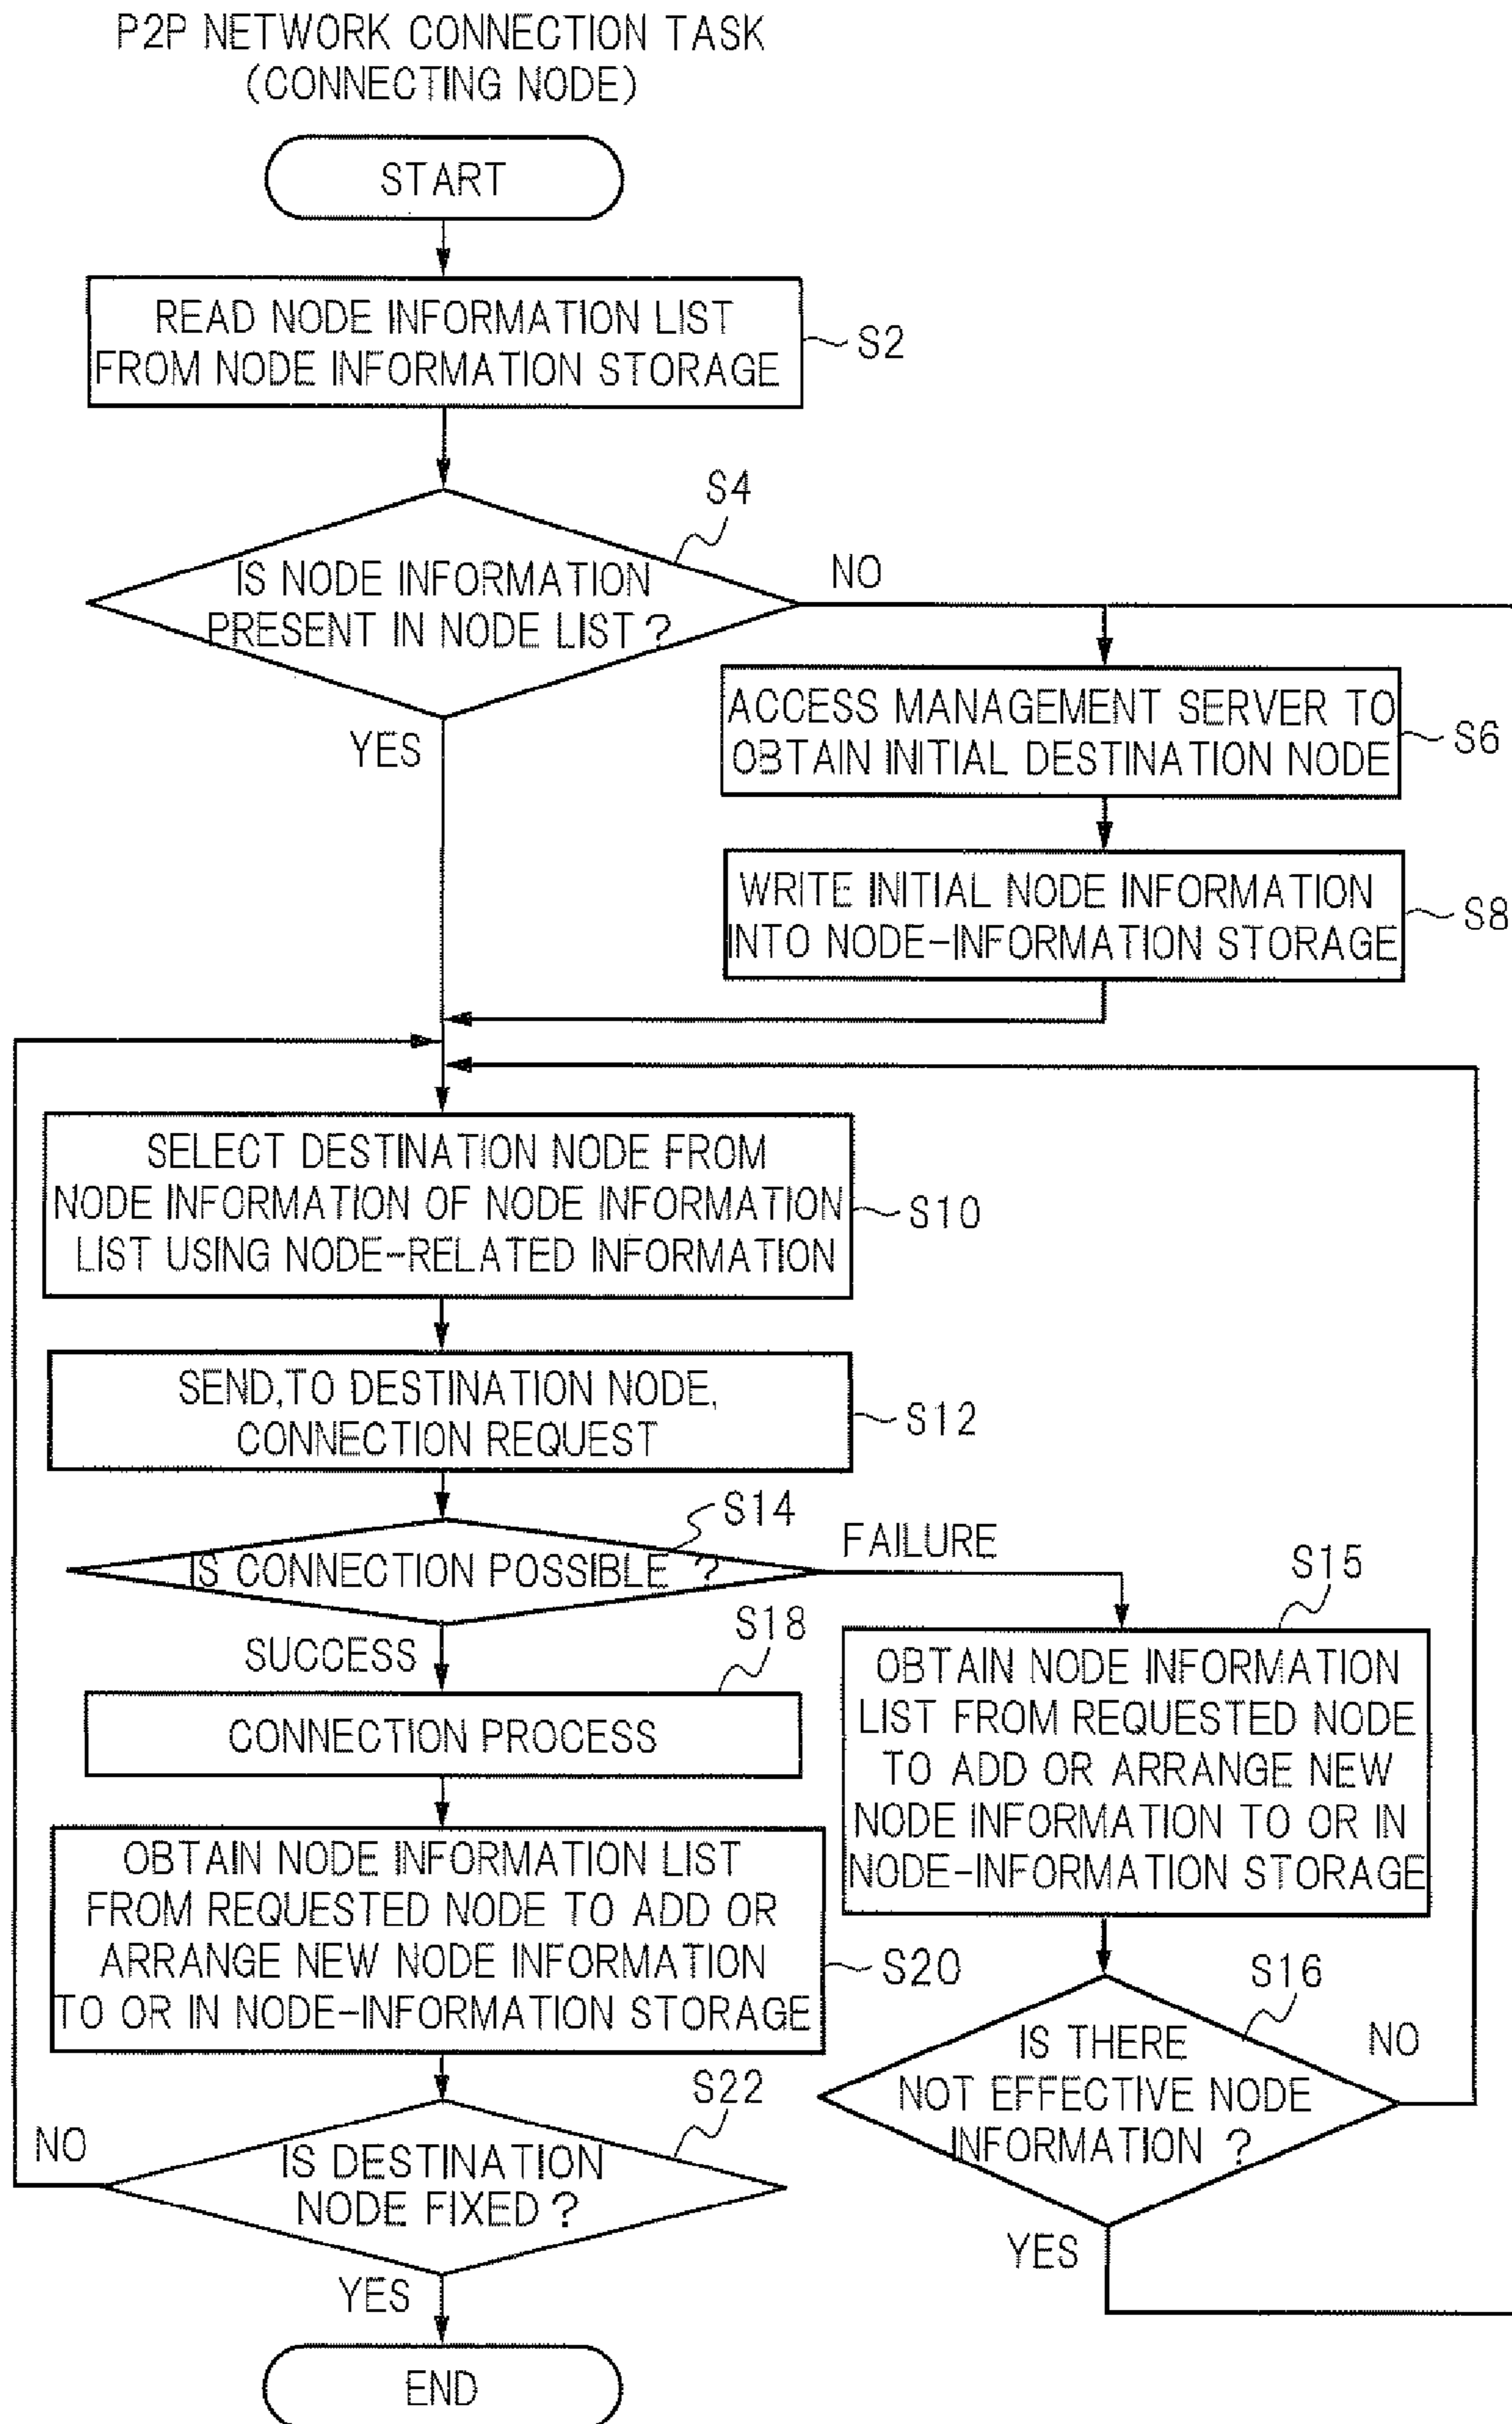 P2P NETWORK CONNECTION TASK
(CONNECTING NODE)
START
READ NODE INFORMATION LIST
FROM NODE INFORMATION STORAGE
S2
S4
IS NODE INFORMATION
PRESENT IN NODE LIST ?
NO
YES
ACCESS MANAGEMENT SERVER TO
OBTAIN INITIAL DESTINATION NODE
S6
WRITE INITIAL NODE INFORMATION
INTO NODE-INFORMATION STORAGE
S8
SELECT DESTINATION NODE FROM
NODE INFORMATION OF NODE INFORMATION
LIST USING NODE-RELATED INFORMATION
S10
SEND,TO DESTINATION NODE,
CONNECTION REQUEST
S12
S14
IS CONNECTION POSSIBLE ?
FAILURE
SUCCESS
S18
CONNECTION PROCESS
S15
OBTAIN NODE INFORMATION
LIST FROM REQUESTED NODE
TO ADD OR ARRANGE NEW
NODE INFORMATION TO OR IN
NODE-INFORMATION STORAGE
OBTAIN NODE INFORMATION LIST
FROM REQUESTED NODE TO ADD OR
ARRANGE NEW NODE INFORMATION
TO OR IN NODE-INFORMATION STORAGE
S20
S16
IS THERE
NOT EFFECTIVE NODE
INFORMATION ?
NO
YES
S22
IS DESTINATION
NODE FIXED ?
NO
YES
END